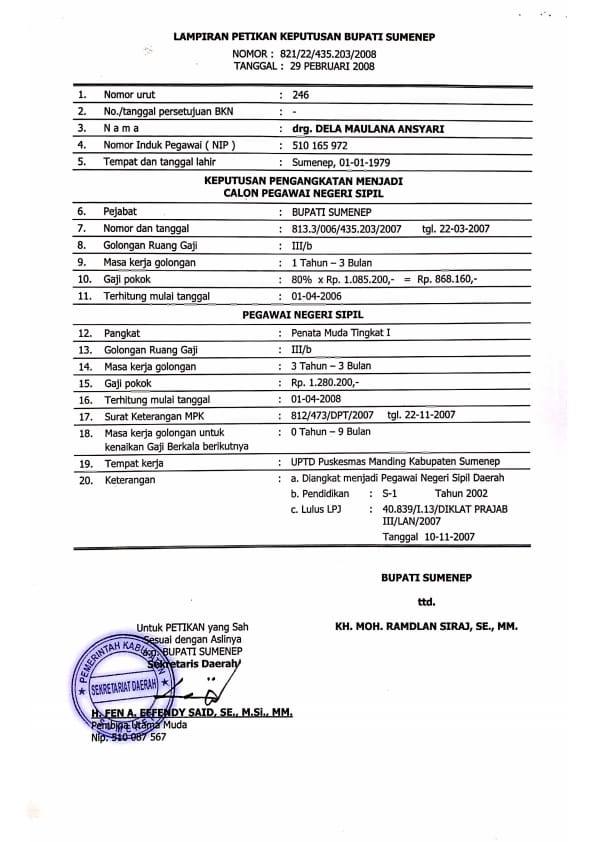 LAMPIRAN PETIKAN KEPUTUSAN BUPATI SUMENEP
NOMOR : 821/22/435.203/2008
TANGGAL : 29 PEBRUARI 2008
1. Nomor urut : 246
2. No./tanggal persetujuan BKN : -
3. N a m a : drg. DELA MAULANA ANSYARI
4. Nomor Induk Pegawai ( NIP ) : 510 165 972
5. Tempat dan tanggal lahir : Sumenep, 01-01-1979
KEPUTUSAN PENGANGKATAN MENJADI
CALON PEGAWAI NEGERI SIPIL
6. Pejabat : BUPATI SUMENEP
7. Nomor dan tanggal : 813.3/006/435.203/2007 tgl. 22-03-2007
8. Golongan Ruang Gaji : III/b
9. Masa kerja golongan : 1 Tahun – 3 Bulan
10. Gaji pokok : 80% x Rp. 1.085.200,- = Rp. 868.160,-
11. Terhitung mulai tanggal : 01-04-2006
PEGAWAI NEGERI SIPIL
12. Pangkat : Penata Muda Tingkat I
13. Golongan Ruang Gaji : III/b
14. Masa kerja golongan : 3 Tahun – 3 Bulan
15. Gaji pokok : Rp. 1.280.200,-
16. Terhitung mulai tanggal : 01-04-2008
17. Surat Keterangan MPK : 812/473/DPT/2007 tgl. 22-11-2007
18. Masa kerja golongan untuk : 0 Tahun – 9 Bulan
kenaikan Gaji Berkala berikutnya
19. Tempat kerja : UPTD Puskesmas Manding Kabupaten Sumenep
20. Keterangan : a. Diangkat menjadi Pegawai Negeri Sipil Daerah
b. Pendidikan : S-1 Tahun 2002
c. Lulus LPJ : 40.839/I.13/DIKLAT PRAJAB
III/LAN/2007
Tanggal 10-11-2007
BUPATI SUMENEP
ttd.
KH. MOH. RAMDLAN SIRAJ, SE., MM.
Untuk PETIKAN yang Sah
Sesuai dengan Aslinya
BUPATI SUMENEP
Sekretaris Daerah
PEMERINTAH
SEKRETARIAT DAERAH
EFFENDY SAID, SE., M.Si., MM.
Pembina Utama Muda
Nip. 510 087 567